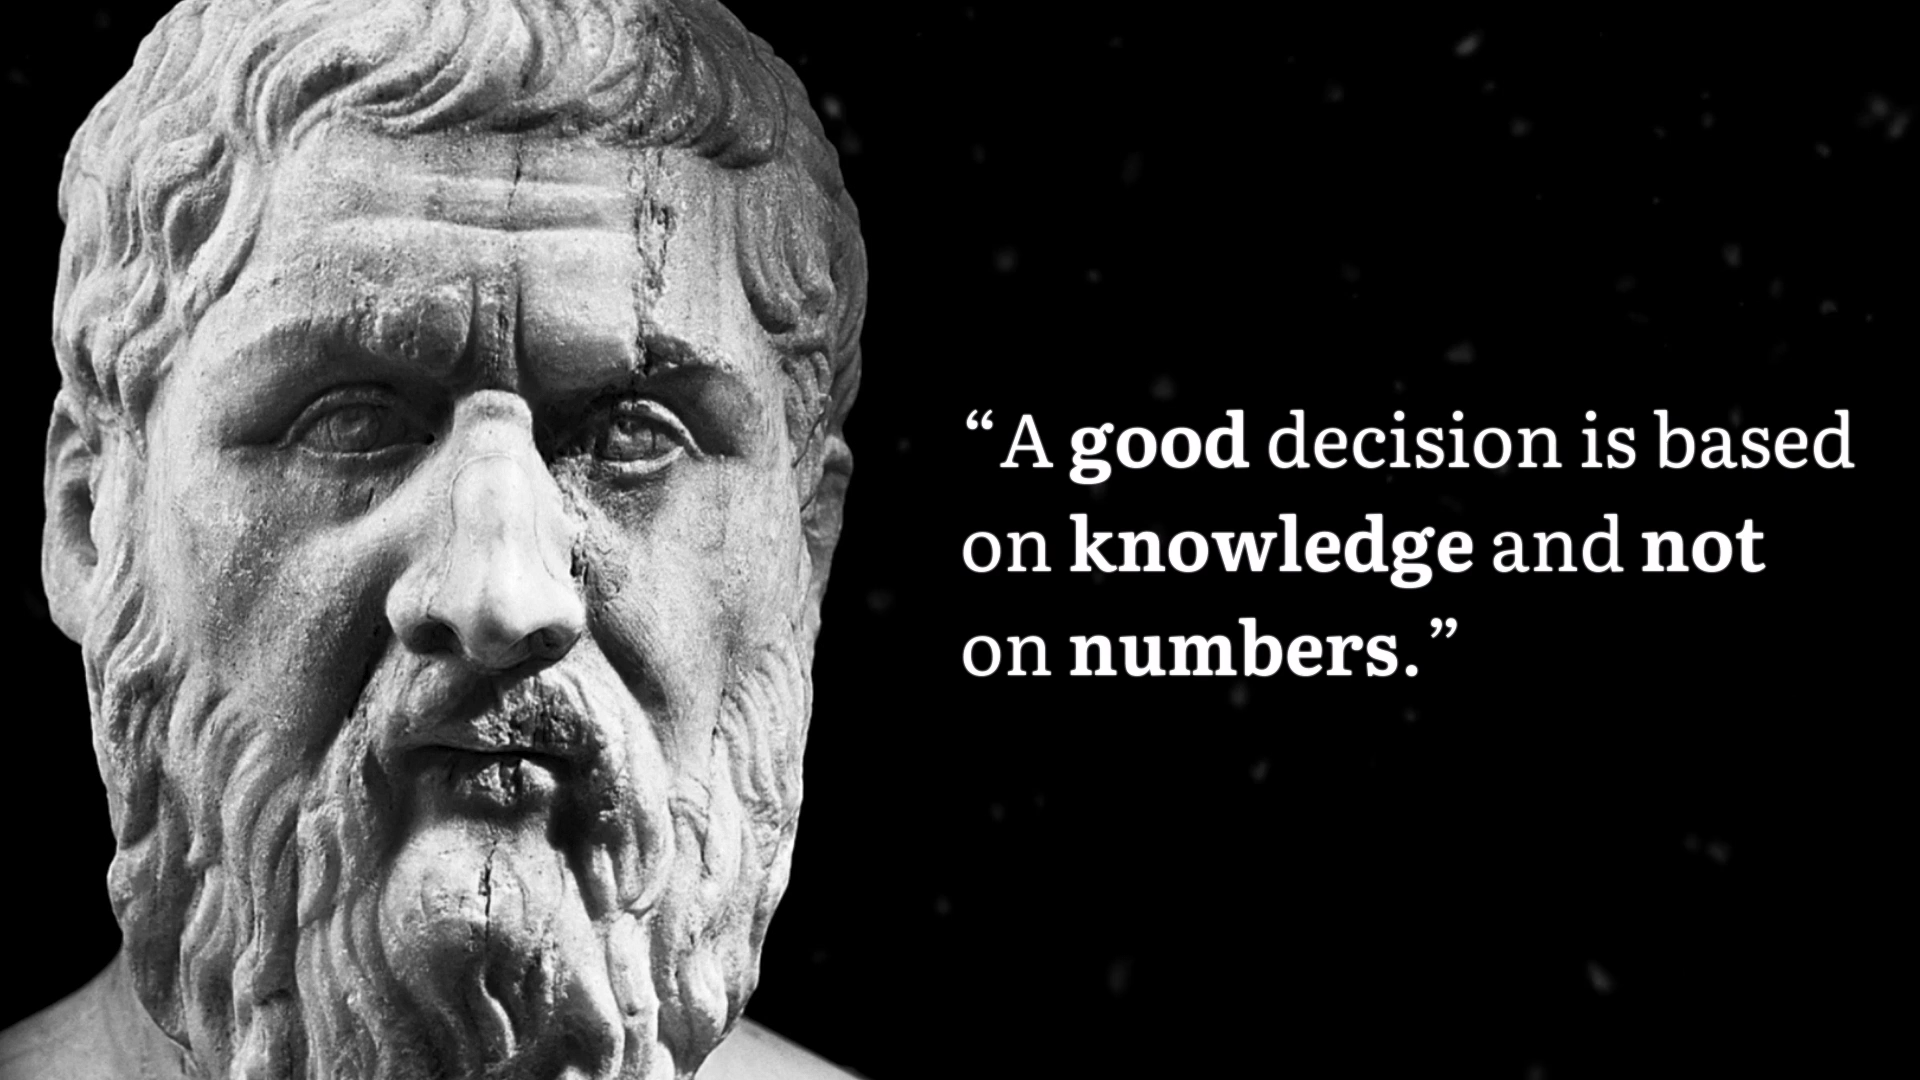 “A good decision is based
on knowledge and not
on numbers.”